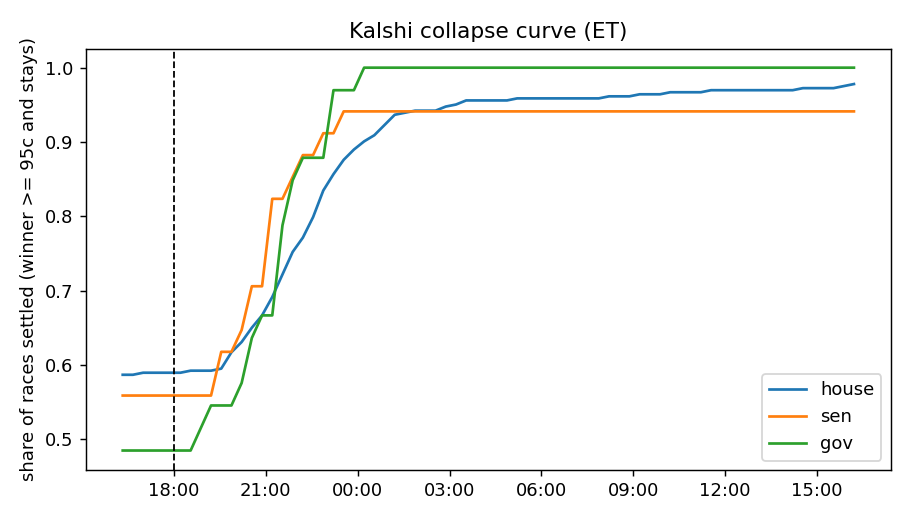 Kalshi collapse curve (ET)
share of races settled (winner >= 95c and stays)
1.0
0.9
0.8
0.7
0.6
0.5
18:00 21:00 00:00 03:00 06:00 09:00 12:00 15:00
house
sen
gov